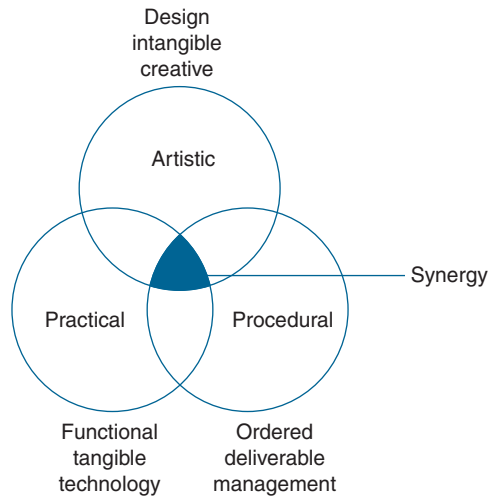 Design
intangible
creative
Artistic
Synergy
Practical
Procedural
Functional
tangible
technology
Ordered
deliverable
management